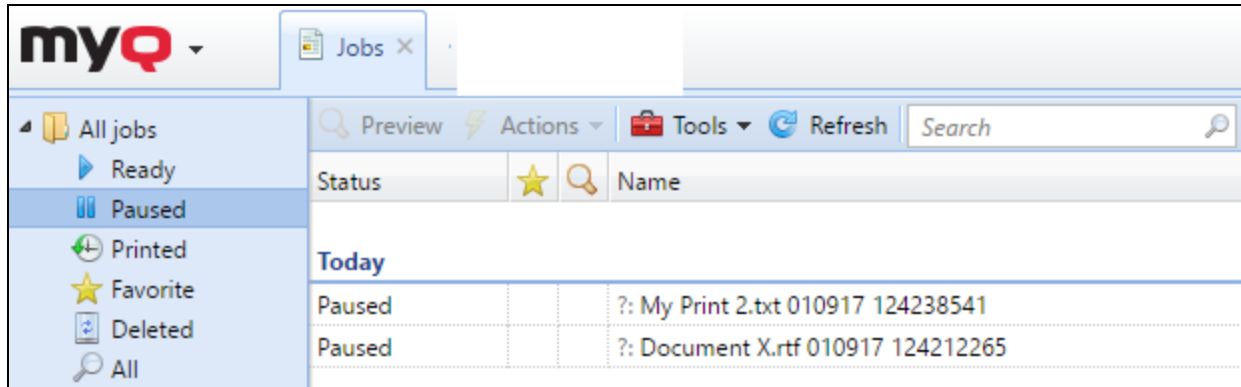 myQ
Jobs
All jobs
Ready
Paused
Printed
Favorite
Deleted
All
Preview Actions Tools Refresh Search
Status Name
Today
Paused ?: My Print 2.txt 010917 124238541
Paused ?: Document X.rtf 010917 124212265